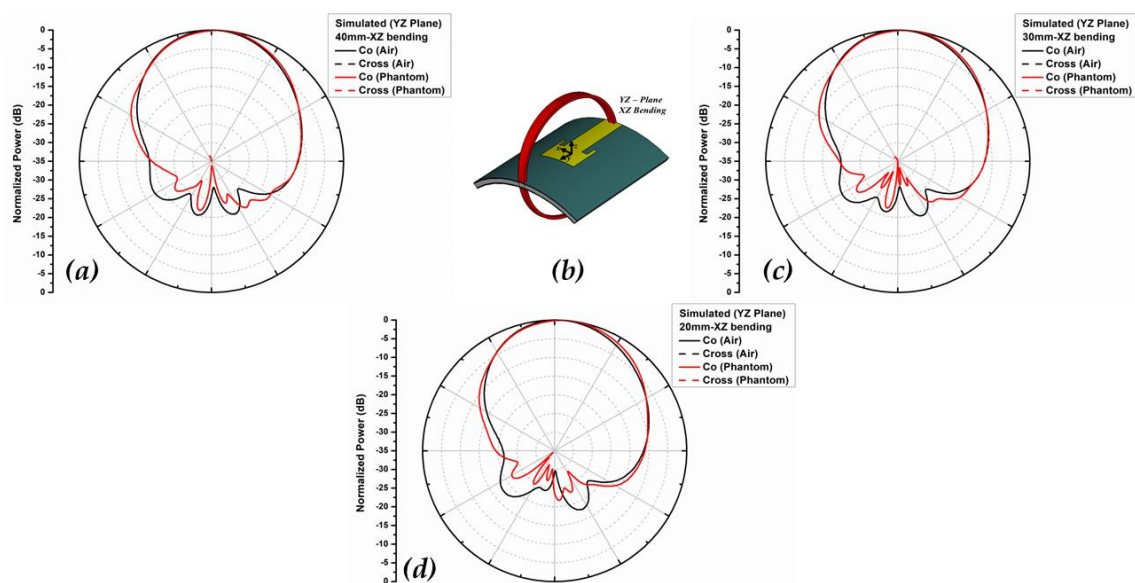 Simulated (YZ Plane)
40mm-XZ bending
Co (Air)
Cross (Air)
Co (Phantom)
Cross (Phantom)
Normalized Power (dB)
0
-5
-10
-15
-20
-25
-30
-35
-30
-25
-20
-15
-10
-5
0
(a)
YZ – Plane
XZ Bending
(b)
Simulated (YZ Plane)
30mm-XZ bending
Co (Air)
Cross (Air)
Co (Phantom)
Cross (Phantom)
Normalized Power (dB)
0
-5
-10
-15
-20
-25
-30
-35
-30
-25
-20
-15
-10
-5
0
(c)
Simulated (YZ Plane)
20mm-XZ bending
Co (Air)
Cross (Air)
Co (Phantom)
Cross (Phantom)
Normalized Power (dB)
0
-5
-10
-15
-20
-25
-30
-35
-30
-25
-20
-15
-10
-5
0
(d)